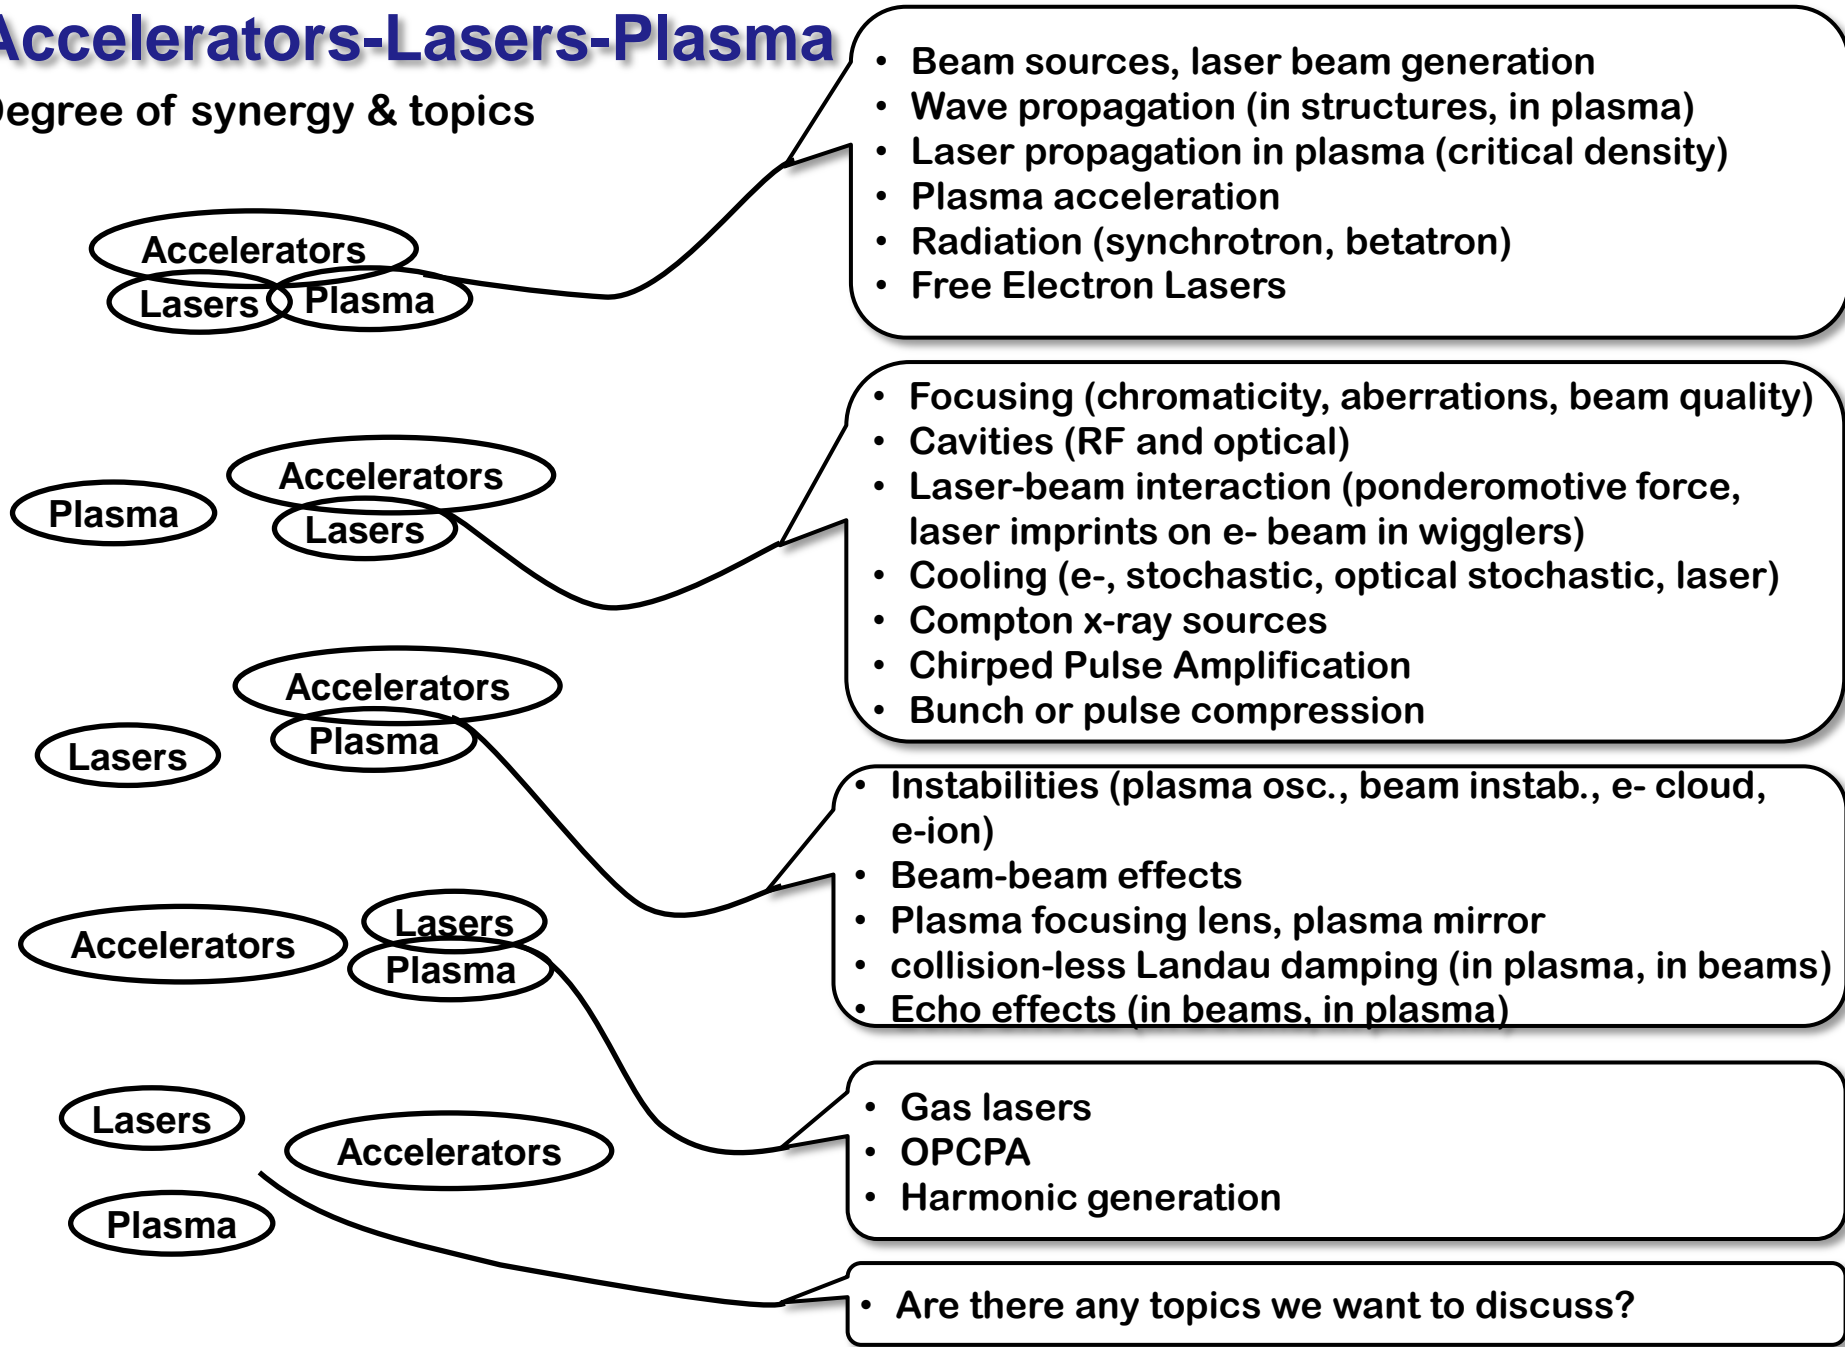 Accelerators-Lasers-Plasma
Degree of synergy & topics
Accelerators
Lasers
Plasma
• Beam sources, laser beam generation
• Wave propagation (in structures, in plasma)
• Laser propagation in plasma (critical density)
• Plasma acceleration
• Radiation (synchrotron, betatron)
• Free Electron Lasers
Plasma
Accelerators
Lasers
• Focusing (chromaticity, aberrations, beam quality)
• Cavities (RF and optical)
• Laser-beam interaction (ponderomotive force,
laser imprints on e- beam in wigglers)
• Cooling (e-, stochastic, optical stochastic, laser)
• Compton x-ray sources
• Chirped Pulse Amplification
• Bunch or pulse compression
Lasers
Accelerators
Plasma
• Instabilities (plasma osc., beam instab., e- cloud,
e-ion)
• Beam-beam effects
• Plasma focusing lens, plasma mirror
• collision-less Landau damping (in plasma, in beams)
• Echo effects (in beams, in plasma)
Accelerators
Lasers
Plasma
• Gas lasers
• OPCPA
• Harmonic generation
Lasers
Accelerators
Plasma
• Are there any topics we want to discuss?